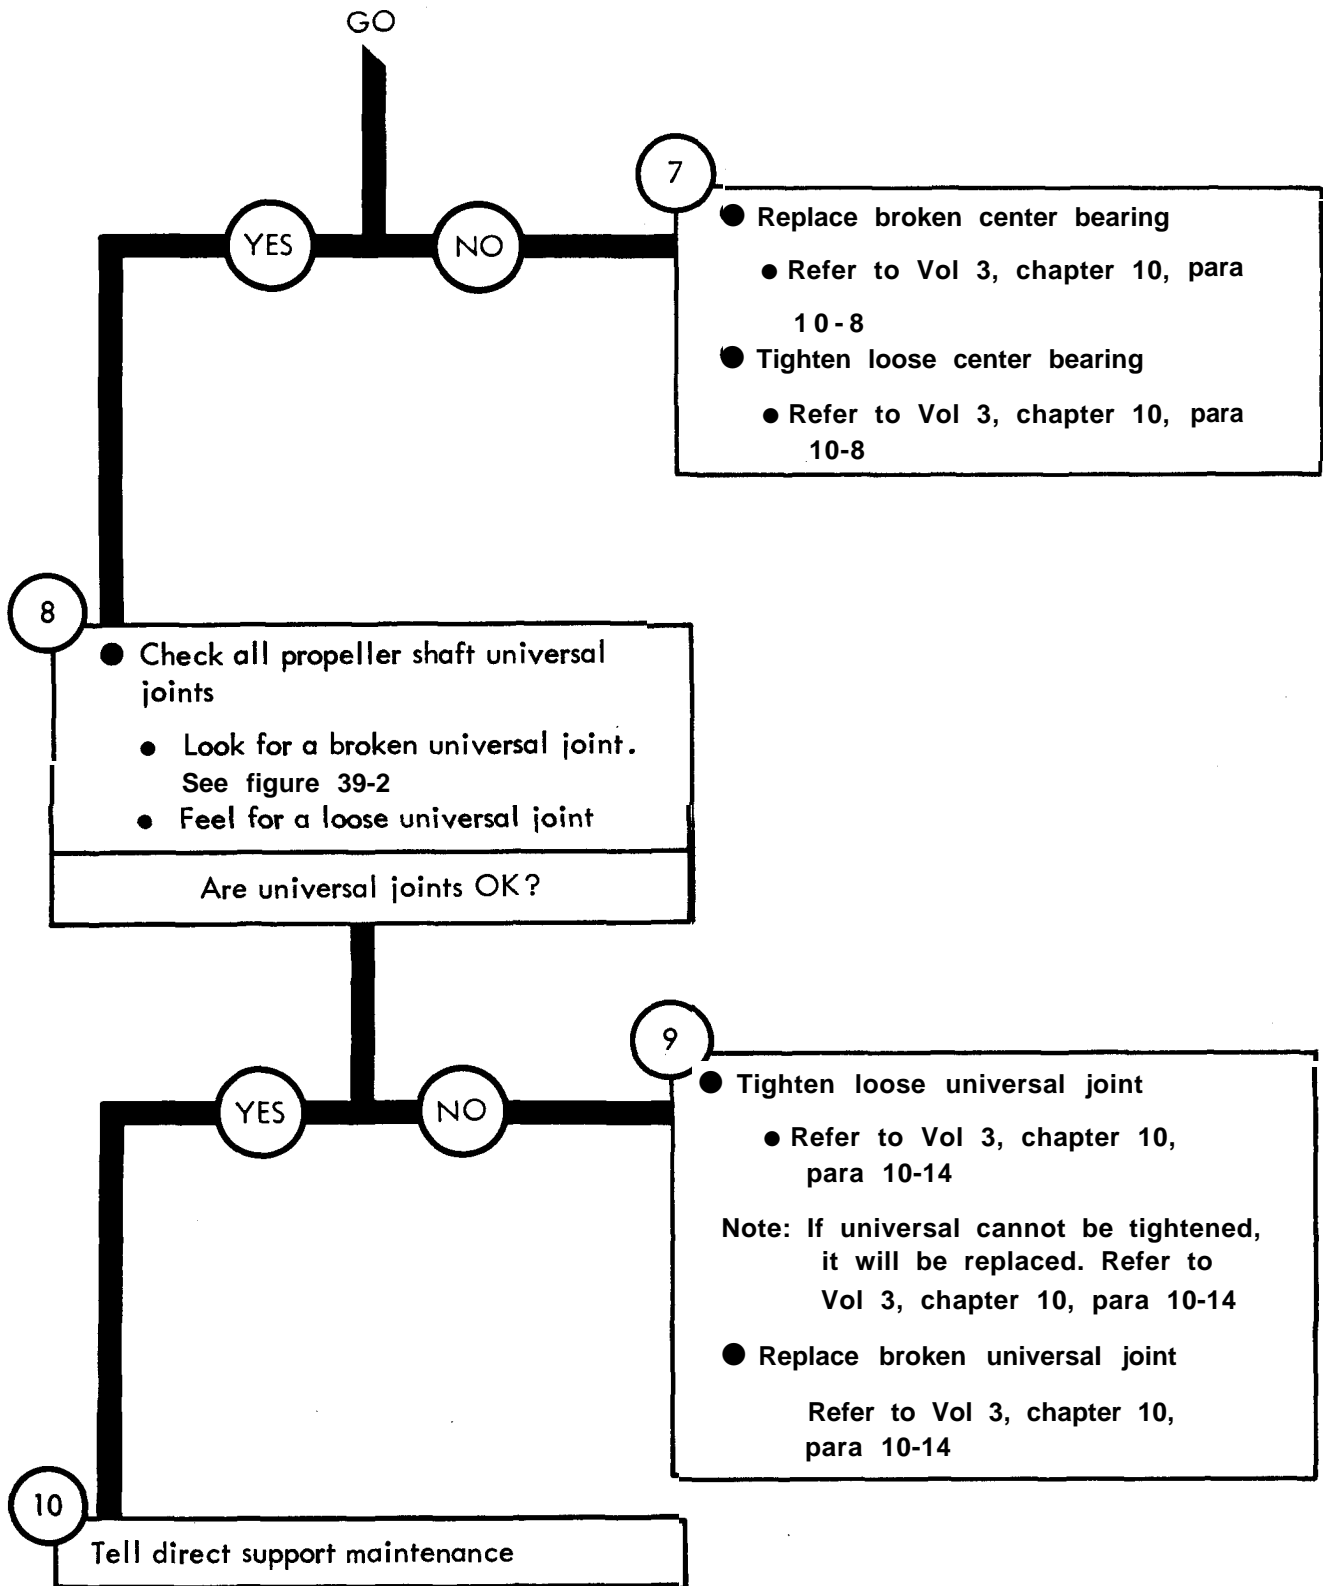 GO
YES
NO
7
● Replace broken center bearing
● Refer to Vol 3, chapter 10, para
10-8
● Tighten loose center bearing
● Refer to Vol 3, chapter 10, para
10-8
8
● Check all propeller shaft universal
joints
● Look for a broken universal joint.
See figure 39-2
● Feel for a loose universal joint
Are universal joints OK?
YES
NO
9
● Tighten loose universal joint
● Refer to Vol 3, chapter 10,
para 10-14
Note: If universal cannot be tightened,
it will be replaced. Refer to
Vol 3, chapter 10, para 10-14
● Replace broken universal joint
Refer to Vol 3, chapter 10,
para 10-14
10
Tell direct support maintenance